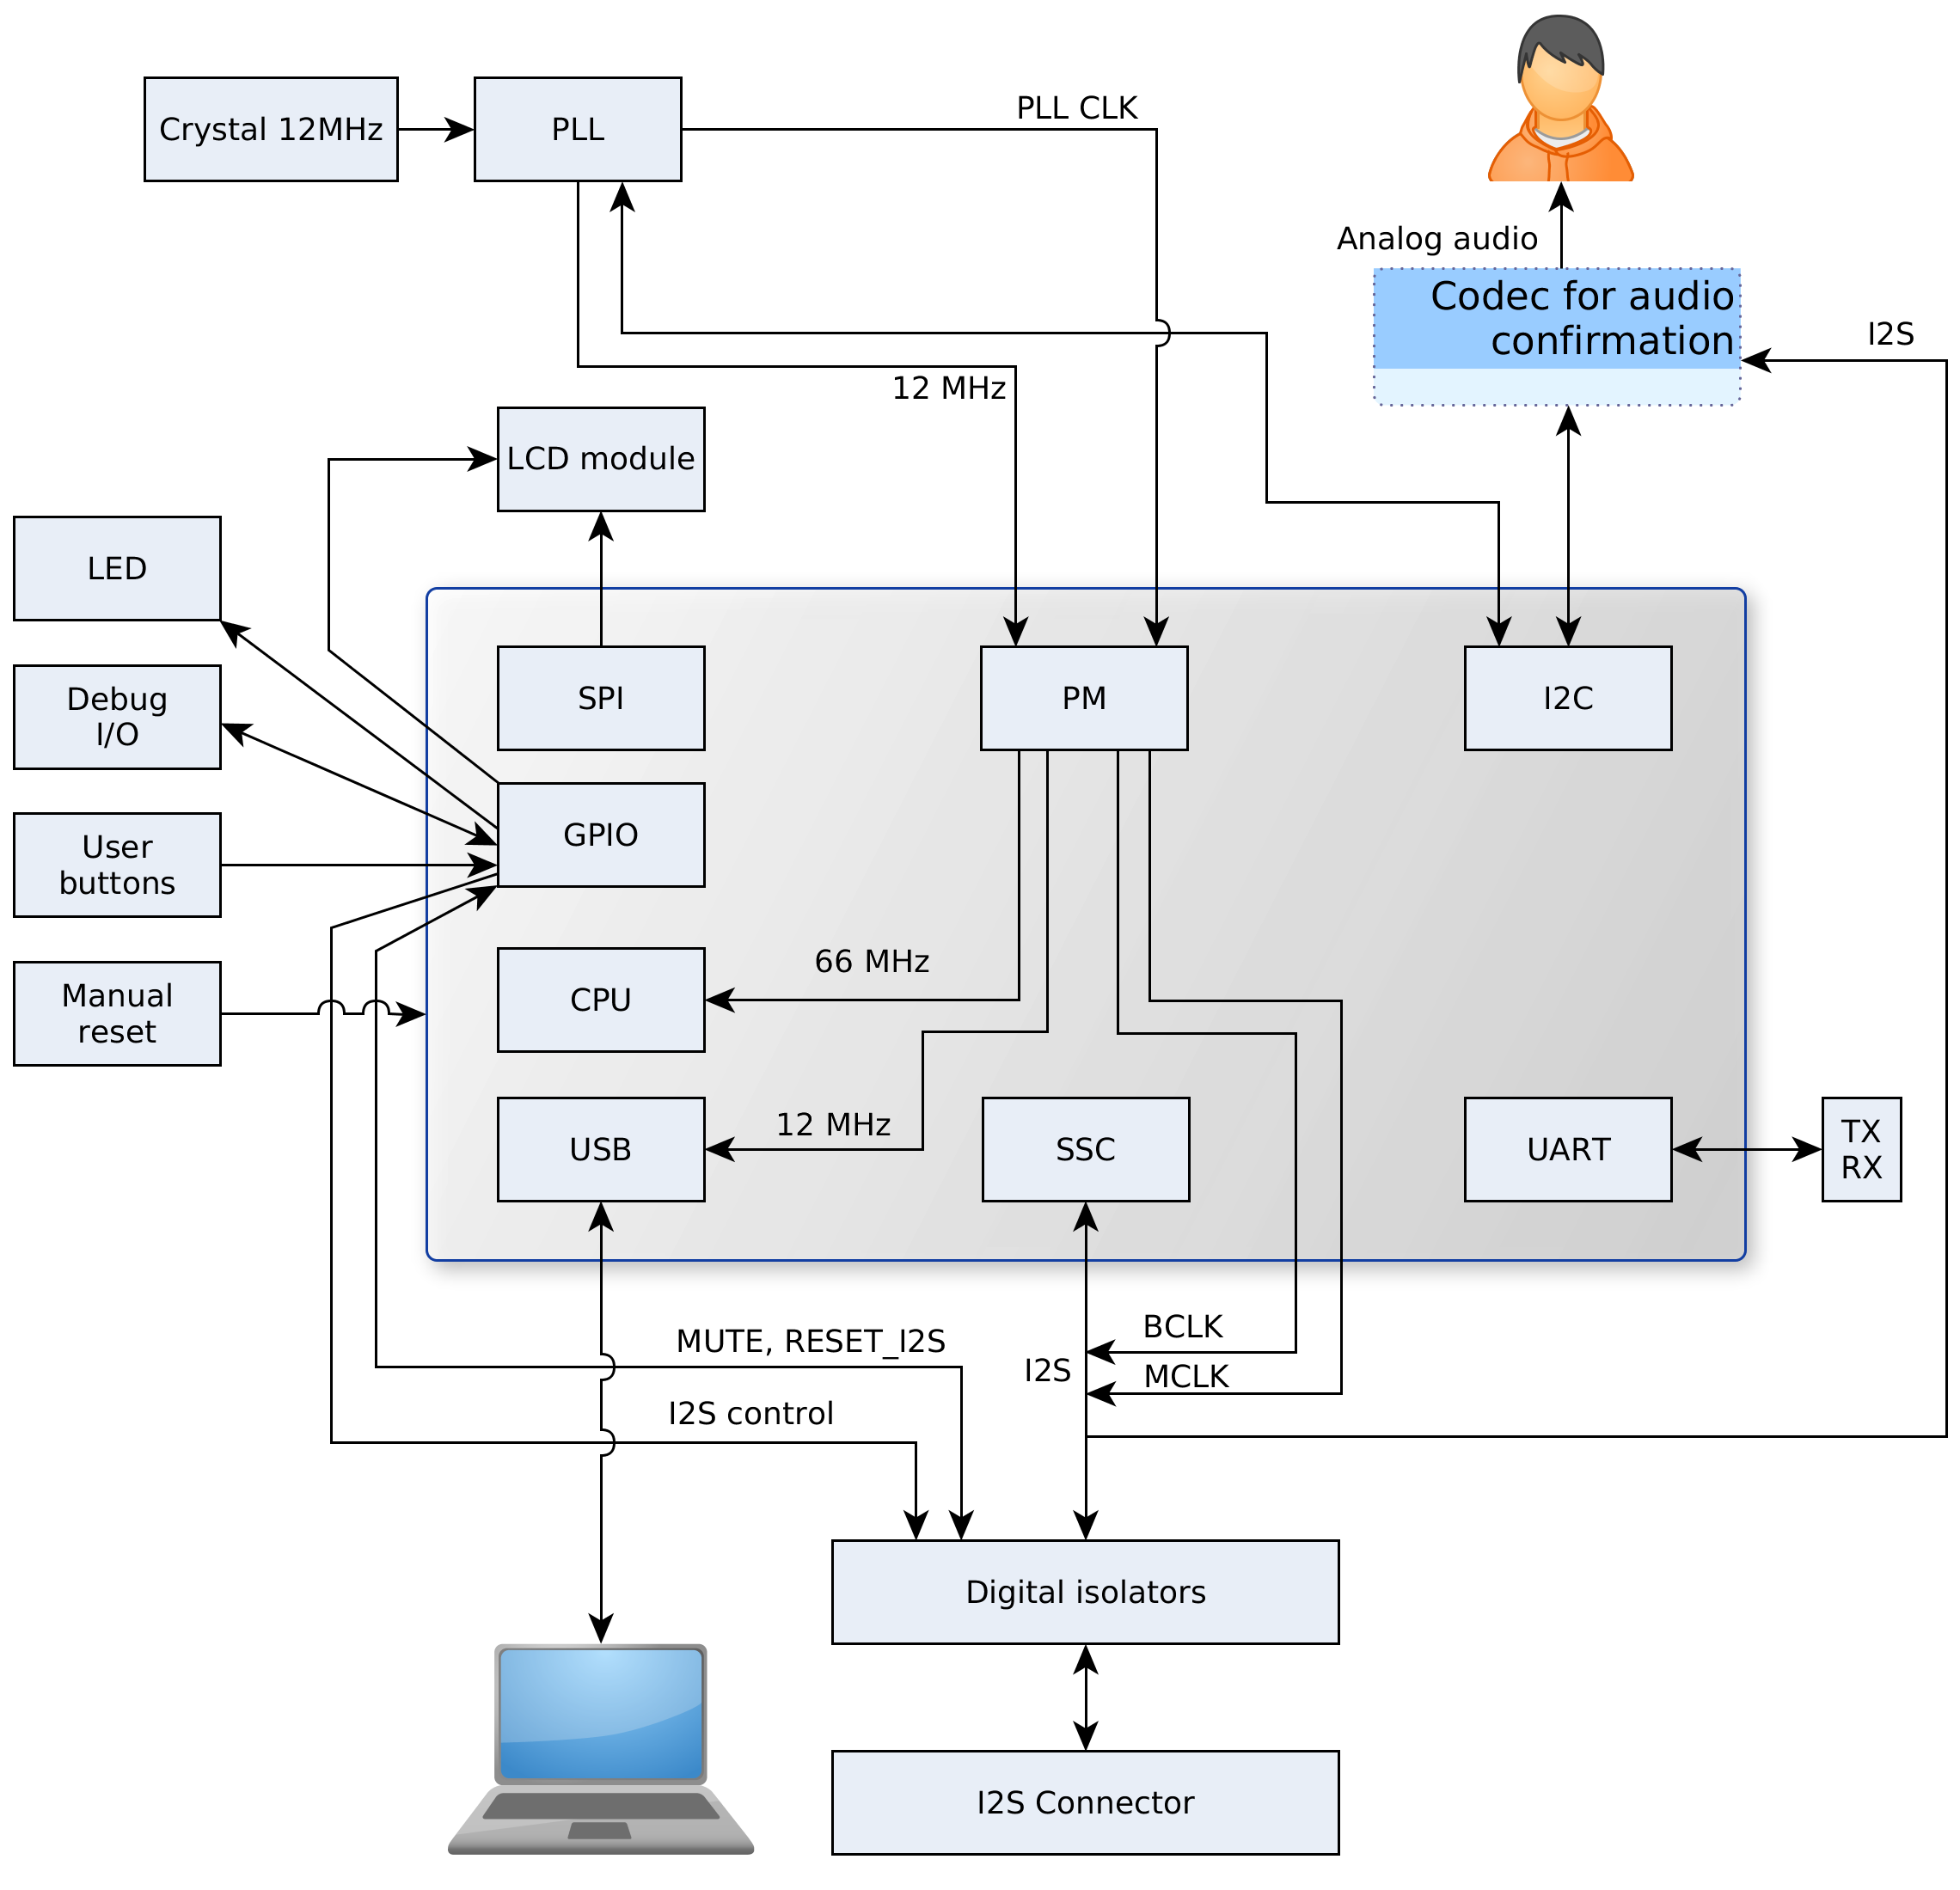 Crystal 12MHz
PLL
PLL CLK
Analog audio
Codec for audio
confirmation
I2S
12 MHz
LCD module
LED
SPI
PM
I2C
Debug
I/O
GPIO
User
buttons
66 MHz
CPU
Manual
reset
12 MHz
USB
SSC
UART
TX
RX
MUTE, RESET_I2S
BCLK
I2S
MCLK
I2S control
Digital isolators
I2S Connector